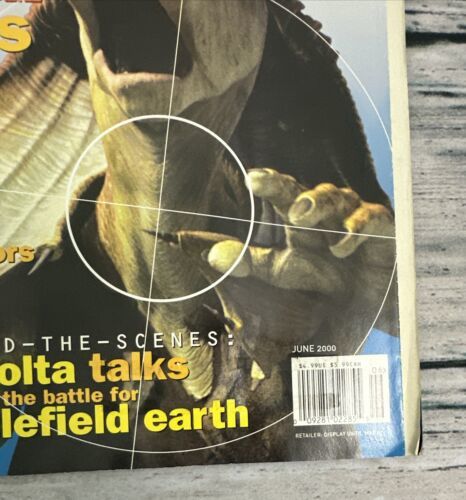 s
ors
D-THE-SCENES:
olta talks
the battle for
lefield earth
JUNE 2000
$4.99US $5.99CAN
06
RETAILER: DISPLAY UNTIL